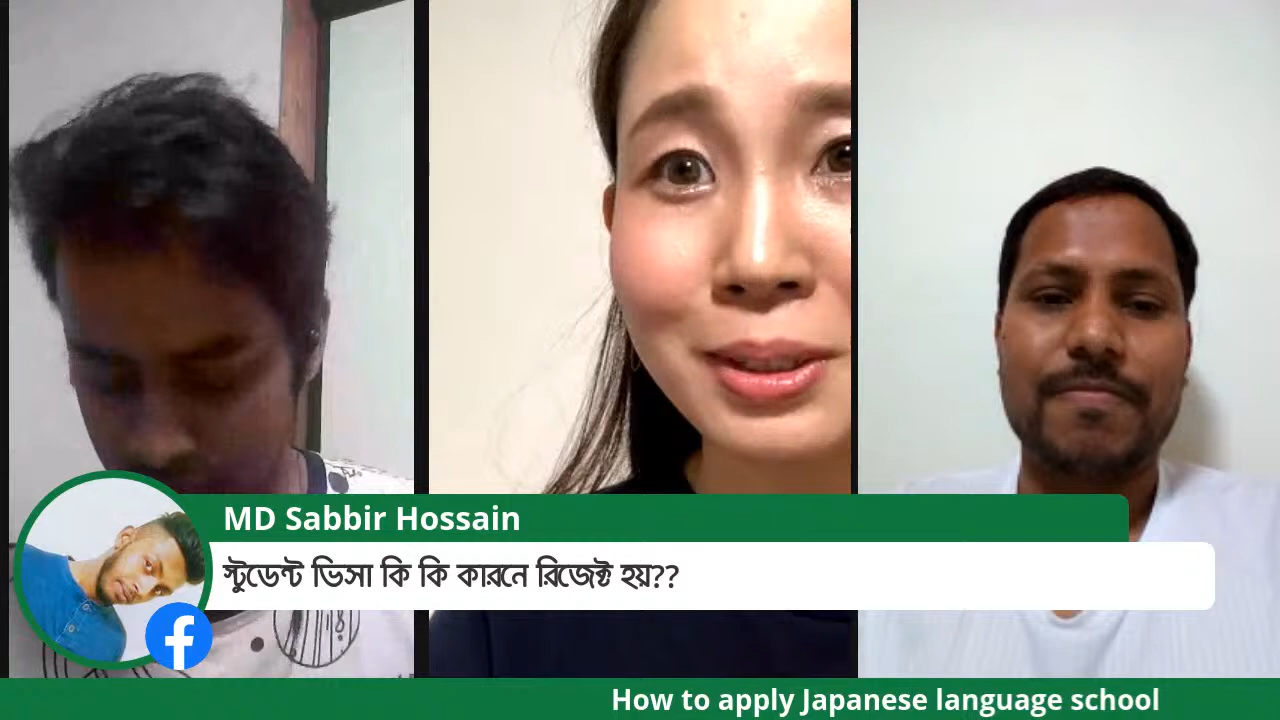 MD Sabbir Hossain
স্টুডেন্ট ভিসা কি কি কারনে রিজেক্ট হয়??
How to apply Japanese language school